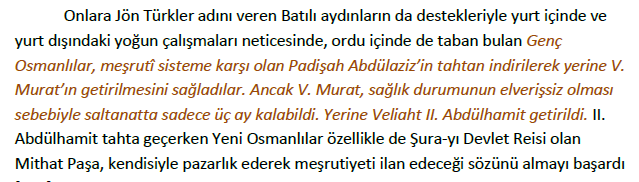 Onlara Jön Türkler adını veren Batılı aydınların da destekleriyle yurt içinde ve
yurt dışındaki yoğun çalışmaları neticesinde, ordu içinde de taban bulan Genç
Osmanlılar, meşrutî sisteme karşı olan Padişah Abdülaziz’in tahtan indirilerek yerine V.
Murat’ın getirilmesini sağladılar. Ancak V. Murat, sağlık durumunun elverişsiz olması
sebebiyle saltanatta sadece üç ay kalabildi. Yerine Veliaht II. Abdülhamit getirildi. II.
Abdülhamit tahta geçerken Yeni Osmanlılar özellikle de Şura-yı Devlet Reisi olan
Mithat Paşa, kendisiyle pazarlık ederek meşrutiyeti ilan edeceği sözünü almayı başardı